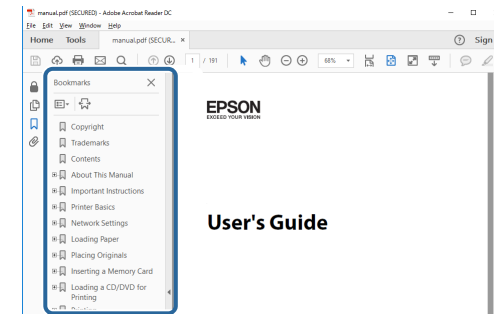 manual.pdf (SECURED) - Adobe Acrobat Reader DC
File Edit View Window Help
Home Tools manual.pdf (SECUR... × Sign
1 / 191 68%
Bookmarks
Copyright
Trademarks
Contents
About This Manual
Important Instructions
Printer Basics
Network Settings
Loading Paper
Placing Originals
Inserting a Memory Card
Loading a CD/DVD for
Printing
EPSON
EXCEED YOUR VISION
User's Guide